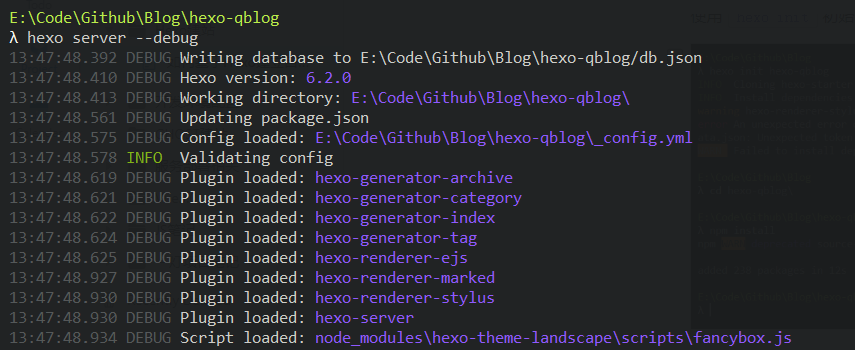 E:\Code\Github\Blog\hexo-qblog
λ hexo server --debug
13:47:48.392 DEBUG Writing database to E:\Code\Github\Blog\hexo-qblog/db.json
13:47:48.410 DEBUG Hexo version: 6.2.0
13:47:48.413 DEBUG Working directory: E:\Code\Github\Blog\hexo-qblog\
13:47:48.561 DEBUG Updating package.json
13:47:48.575 DEBUG Config loaded: E:\Code\Github\Blog\hexo-qblog\_config.yml
13:47:48.578 INFO  Validating config
13:47:48.619 DEBUG Plugin loaded: hexo-generator-archive
13:47:48.621 DEBUG Plugin loaded: hexo-generator-category
13:47:48.622 DEBUG Plugin loaded: hexo-generator-index
13:47:48.624 DEBUG Plugin loaded: hexo-generator-tag
13:47:48.625 DEBUG Plugin loaded: hexo-renderer-ejs
13:47:48.927 DEBUG Plugin loaded: hexo-renderer-marked
13:47:48.930 DEBUG Plugin loaded: hexo-renderer-stylus
13:47:48.930 DEBUG Plugin loaded: hexo-server
13:47:48.934 DEBUG Script loaded: node_modules\hexo-theme-landscape\scripts\fancybox.js